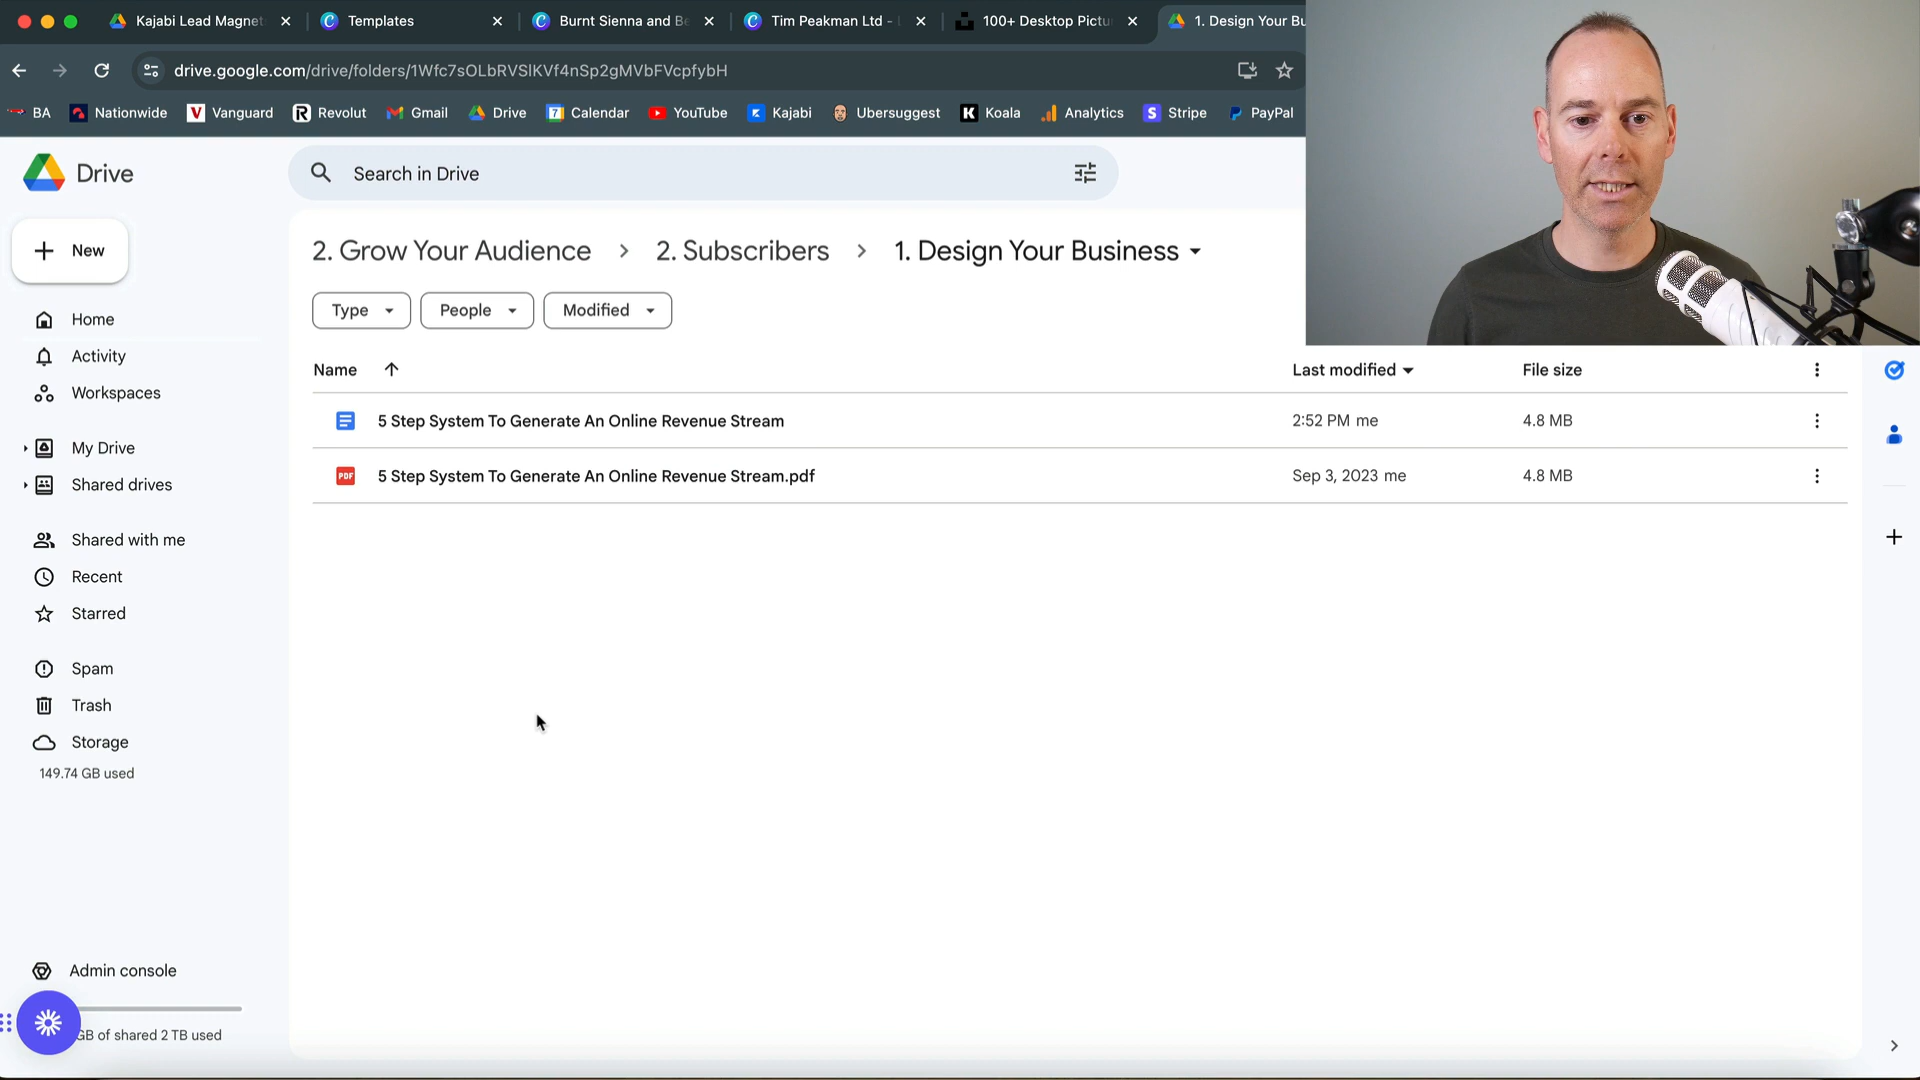 Kajabi Lead Magnet
Templates
Burnt Sienna and Be
Tim Peakman Ltd -
100+ Desktop Pictu
1. Design Your Bu
drive.google.com/drive/folders/1Wfc7sOLbRVSlKVf4nSp2gMVbFVcpfybH
BA
Nationwide
Vanguard
Revolut
Gmail
Drive
7
Calendar
YouTube
Kajabi
Ubersuggest
Koala
Analytics
Stripe
PayPal
Drive
Search in Drive
New
2. Grow Your Audience > 2. Subscribers > 1. Design Your Business
Type
People
Modified
Home
Activity
Workspaces
My Drive
Shared drives
Shared with me
Recent
Starred
Spam
Trash
Storage
149.74 GB used
Name
Last modified
File size
5 Step System To Generate An Online Revenue Stream
2:52 PM me
4.8 MB
PDF
5 Step System To Generate An Online Revenue Stream.pdf
Sep 3, 2023 me
4.8 MB
Admin console
GB of shared 2 TB used